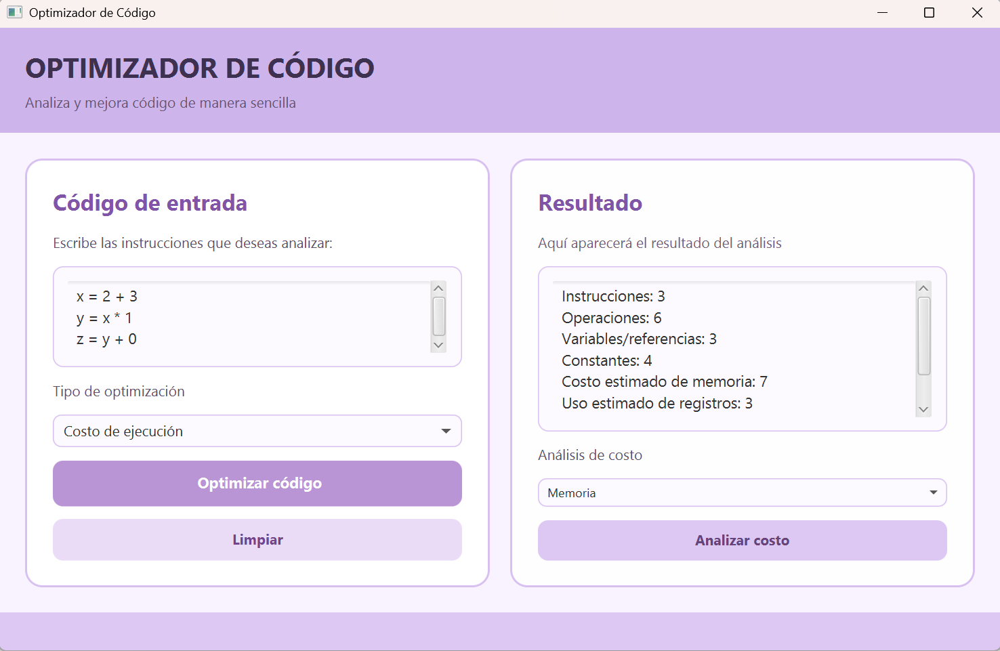 Optimizador de Código
OPTIMIZADOR DE CÓDIGO
Analiza y mejora código de manera sencilla
Código de entrada
Escribe las instrucciones que deseas analizar:
x = 2 + 3
y = x * 1
z = y + 0
Tipo de optimización
Costo de ejecución
Optimizar código
Limpiar
Resultado
Aquí aparecerá el resultado del análisis
Instrucciones: 3
Operaciones: 6
Variables/referencias: 3
Constantes: 4
Costo estimado de memoria: 7
Uso estimado de registros: 3
Análisis de costo
Memoria
Analizar costo